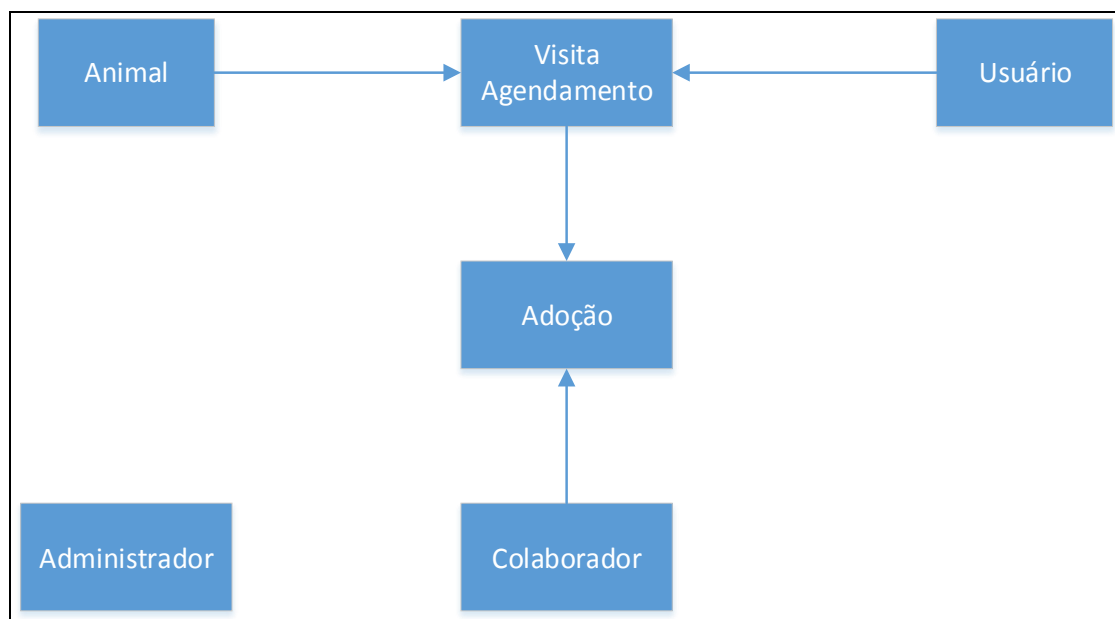 Animal
Visita
Agendamento
Usuário
Adoção
Administrador
Colaborador